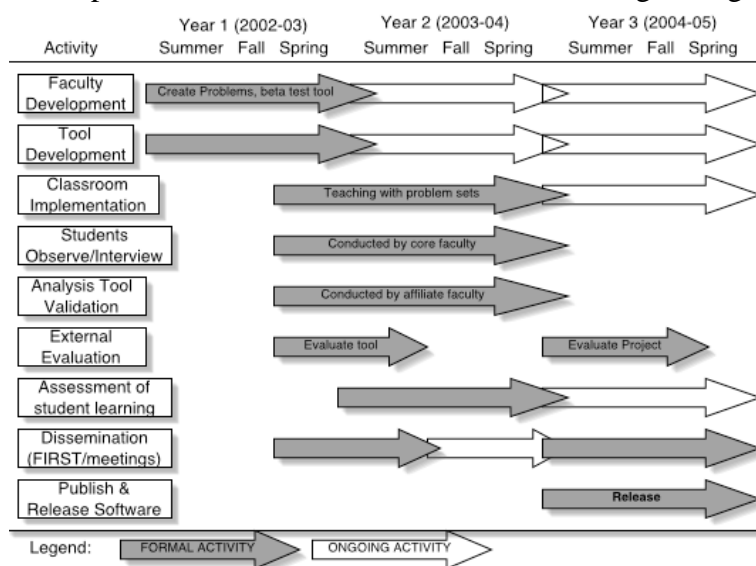 Year 1 (2002-03) Year 2 (2003-04) Year 3 (2004-05)
Activity Summer Fall Spring Summer Fall Spring Summer Fall Spring
Faculty
Development
Create Problems, beta test tool
Tool
Development
Classroom
Implementation
Teaching with problem sets
Students
Observe/Interview
Conducted by core faculty
Analysis Tool
Validation
Conducted by affiliate faculty
External
Evaluation
Evaluate tool
Evaluate Project
Assessment of
student learning
Dissemination
(FIRST/meetings)
Publish &
Release Software
Release
Legend: FORMAL ACTIVITY ONGOING ACTIVITY